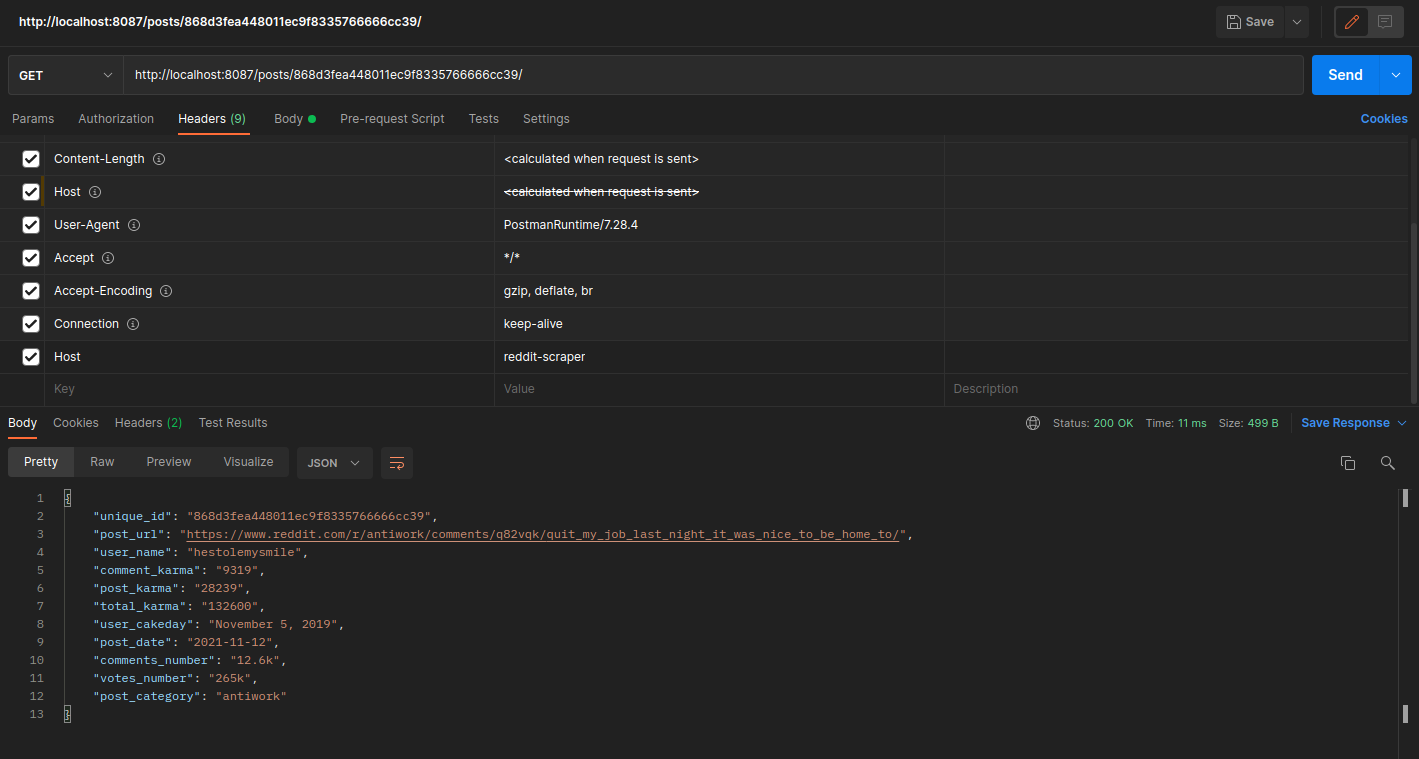 http://localhost:8087/posts/868d3fea448011ec9f8335766666cc39/
Save
GET http://localhost:8087/posts/868d3fea448011ec9f8335766666cc39/ Send
Params Authorization Headers (9) Body Pre-request Script Tests Settings Cookies
Content-Length <calculated when request is sent>
Host <calculated when request is sent>
User-Agent PostmanRuntime/7.28.4
Accept */*
Accept-Encoding gzip, deflate, br
Connection keep-alive
Host reddit-scraper
Key Value Description
Body Cookies Headers (2) Test Results Status: 200 OK Time: 11 ms Size: 499 B Save Response
Pretty Raw Preview Visualize JSON
1 {
2 "unique_id": "868d3fea448011ec9f8335766666cc39",
3 "post_url": "https://www.reddit.com/r/antiwork/comments/q82vqk/quit_my_job_last_night_it_was_nice_to_be_home_to/",
4 "user_name": "hestolemysmile",
5 "comment_karma": "9319",
6 "post_karma": "28239",
7 "total_karma": "132600",
8 "user_cakeday": "November 5, 2019",
9 "post_date": "2021-11-12",
10 "comments_number": "12.6k",
11 "votes_number": "265k",
12 "post_category": "antiwork"
13 }